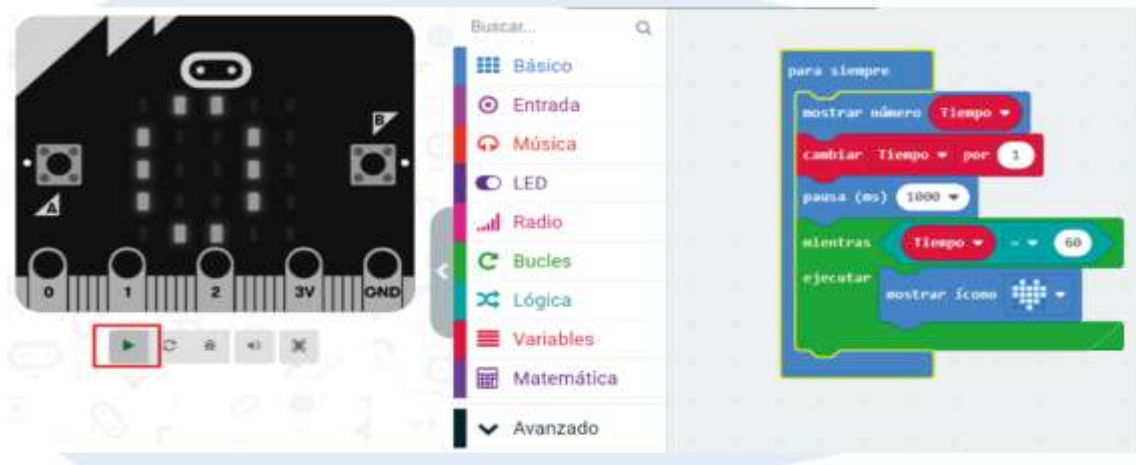 Buscar...
Básico
Entrada
Música
LED
Radio
Bucles
Lógica
Variables
Matemática
Avanzado
A
B
0
1
2
3V
GND
para siempre
mostrar número Tiempo
cambiar Tiempo por 1
pausa (ms) 1000
mientras Tiempo = 60
ejecutar
mostrar ícono